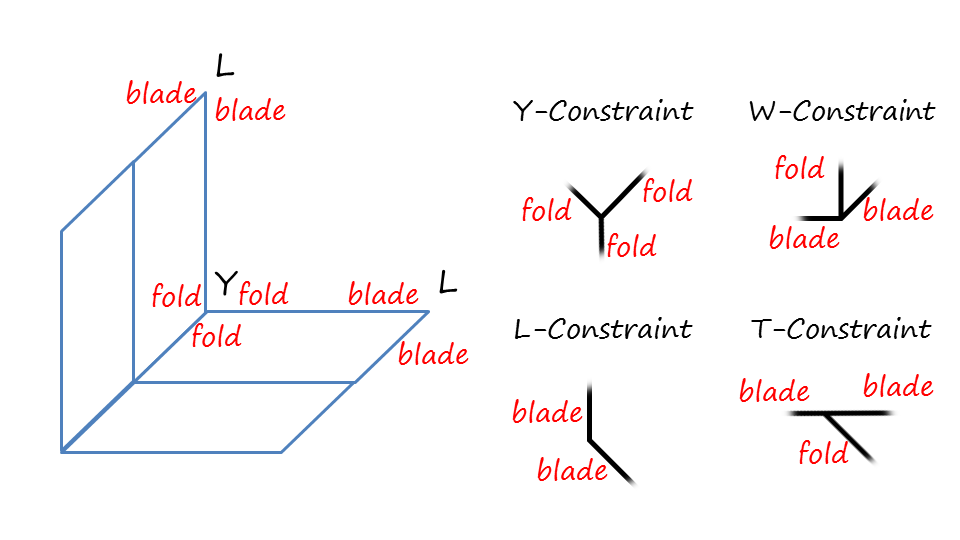 L
blade
blade
Y
fold
fold
fold
L
blade
blade
Y-Constraint
fold
fold
fold
W-Constraint
fold
blade
blade
L-Constraint
blade
blade
T-Constraint
blade
blade
fold